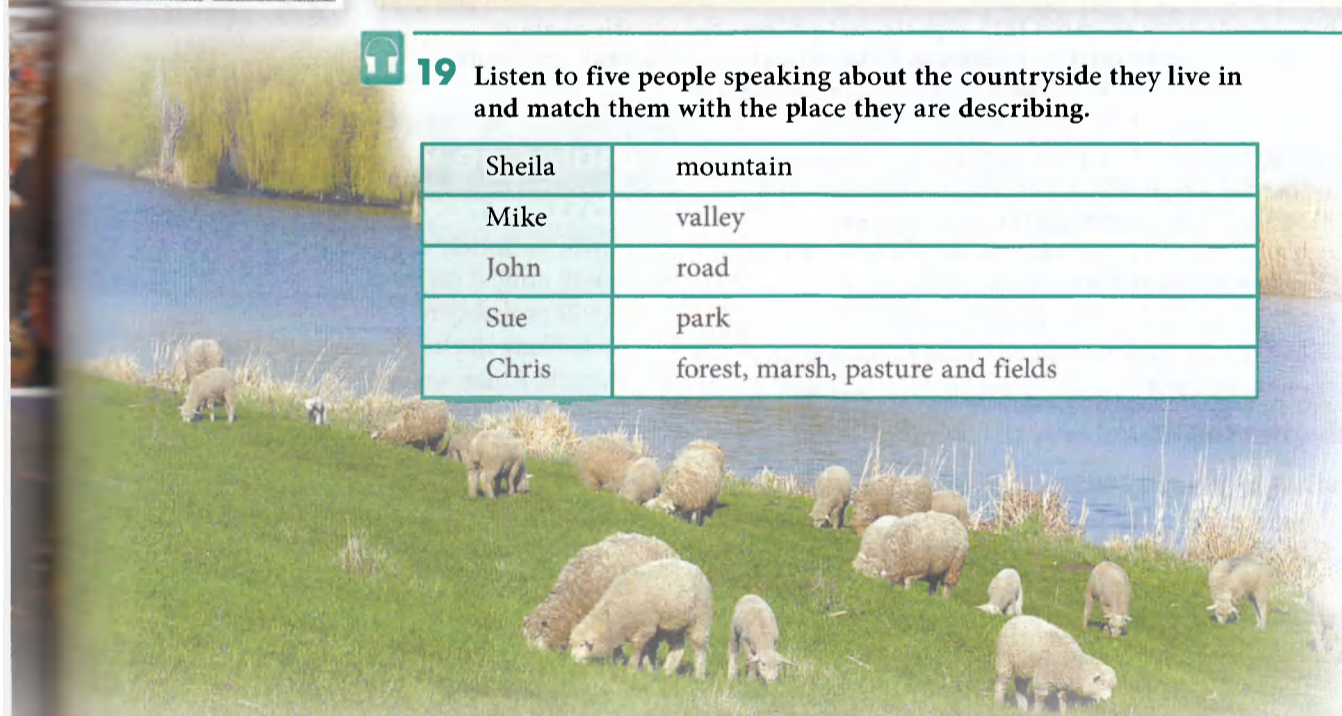 19 Listen to five people speaking about the countryside they live in
and match them with the place they are describing.
Sheila mountain
Mike valley
John road
Sue park
Chris forest, marsh, pasture and fields